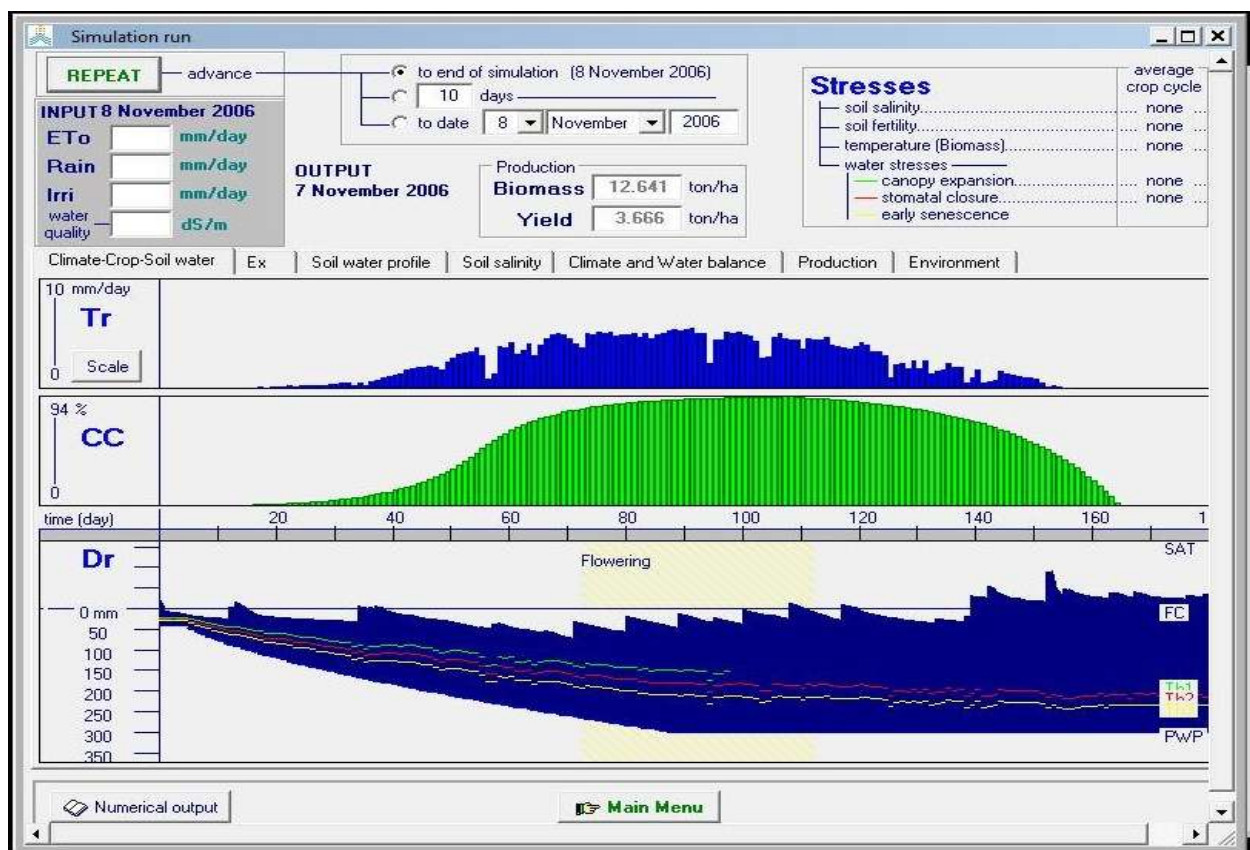 Simulation run
REPEAT
advance
to end of simulation (8 November 2006)
10 days
to date 8 November 2006
INPUT 8 November 2006
ETo mm/day
Rain mm/day
Irri mm/day
water quality dS/m
OUTPUT
7 November 2006
Production
Biomass 12.641 ton/ha
Yield 3.666 ton/ha
Stresses
average
crop cycle
soil salinity.......... none ...
soil fertility.......... none ...
temperature (Biomass).......... none ...
water stresses
canopy expansion.......... none ...
stomatal closure.......... none ...
early senescence
Climate-Crop-Soil water Ex Soil water profile Soil salinity Climate and Water balance Production Environment
10 mm/day
Tr
0 Scale
94 %
CC
0
time (day) 20 40 60 80 100 120 140 160 1
Dr
Flowering
SAT
0 mm
FC
50
100
150
200
250
300
350
Th1
Th2
PWP
Numerical output
Main Menu